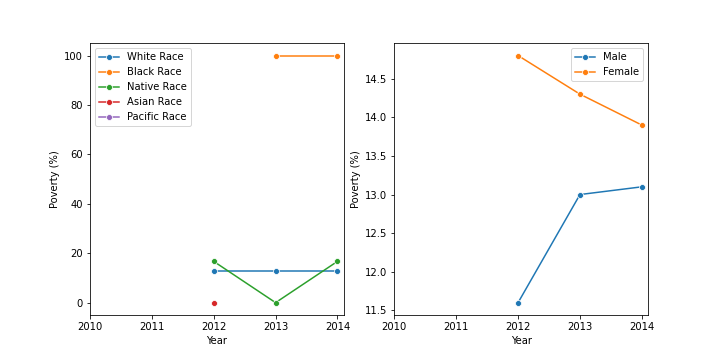 White Race
Black Race
Native Race
Asian Race
Pacific Race
Poverty (%)
100
80
60
40
20
0
2010 2011 2012 2013 2014
Year
Male
Female
Poverty (%)
14.5
14.0
13.5
13.0
12.5
12.0
11.5
2010 2011 2012 2013 2014
Year